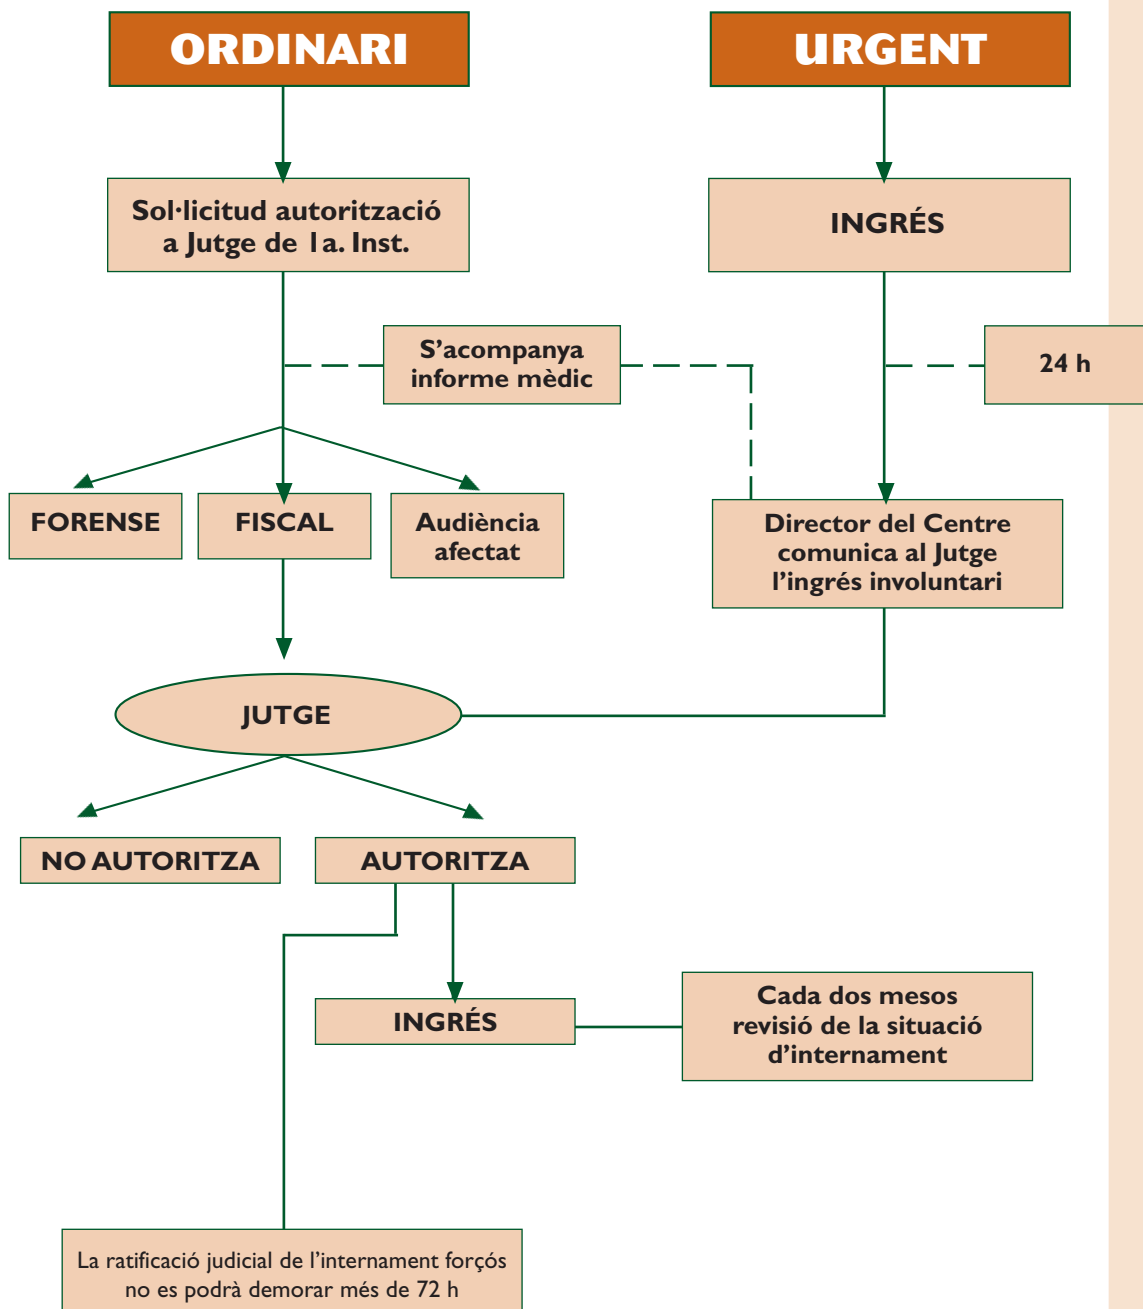 ORDINARI
URGENT
Sol·licitud autorització
a Jutge de 1a. Inst.
INGRÉS
S’acompanya
informe mèdic
24 h
FORENSE
FISCAL
Audiència
afectat
Director del Centre
comunica al Jutge
l’ingrés involuntari
JUTGE
NO AUTORITZA
AUTORITZA
INGRÉS
Cada dos mesos
revisió de la situació
d’internament
La ratificació judicial de l’internament forçós
no es podrà demorar més de 72 h